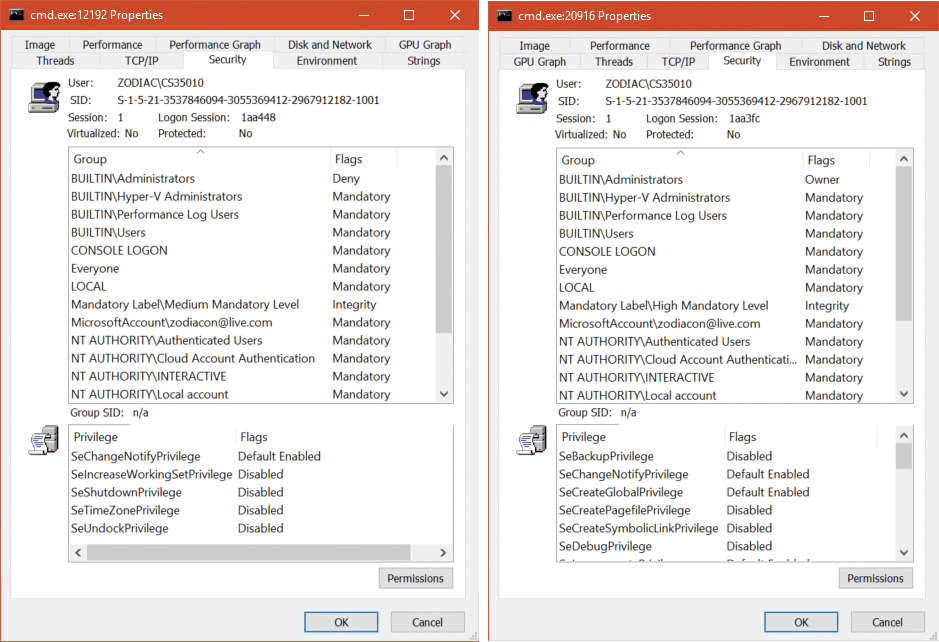 cmd.exe:12192 Properties
Image Performance Performance Graph Disk and Network GPU Graph
Threads TCP/IP Security Environment Strings
User: ZODIAC\CS35010
SID: S-1-5-21-3537846094-3055369412-2967912182-1001
Session: 1 Logon Session: 1aa448
Virtualized: No Protected: No
Group Flags
BUILTIN\Administrators Deny
BUILTIN\Hyper-V Administrators Mandatory
BUILTIN\Performance Log Users Mandatory
BUILTIN\Users Mandatory
CONSOLE LOGON Mandatory
Everyone Mandatory
LOCAL Mandatory
Mandatory Label\Medium Mandatory Level Integrity
MicrosoftAccount\zodiacon@live.com Mandatory
NT AUTHORITY\Authenticated Users Mandatory
NT AUTHORITY\Cloud Account Authentication Mandatory
NT AUTHORITY\INTERACTIVE Mandatory
NT AUTHORITY\Local account Mandatory
Group SID: n/a
Privilege Flags
SeChangeNotifyPrivilege Default Enabled
SeIncreaseWorkingSetPrivilege Disabled
SeShutdownPrivilege Disabled
SeTimeZonePrivilege Disabled
SeUndockPrivilege Disabled
Permissions
OK Cancel
cmd.exe:20916 Properties
Image Performance Performance Graph Disk and Network
GPU Graph Threads TCP/IP Security Environment Strings
User: ZODIAC\CS35010
SID: S-1-5-21-3537846094-3055369412-2967912182-1001
Session: 1 Logon Session: 1aa3fc
Virtualized: No Protected: No
Group Flags
BUILTIN\Administrators Owner
BUILTIN\Hyper-V Administrators Mandatory
BUILTIN\Performance Log Users Mandatory
BUILTIN\Users Mandatory
CONSOLE LOGON Mandatory
Everyone Mandatory
LOCAL Mandatory
Mandatory Label\High Mandatory Level Integrity
MicrosoftAccount\zodiacon@live.com Mandatory
NT AUTHORITY\Authenticated Users Mandatory
NT AUTHORITY\Cloud Account Authenticati... Mandatory
NT AUTHORITY\INTERACTIVE Mandatory
NT AUTHORITY\Local account Mandatory
Group SID: n/a
Privilege Flags
SeBackupPrivilege Disabled
SeChangeNotifyPrivilege Default Enabled
SeCreateGlobalPrivilege Default Enabled
SeCreatePagefilePrivilege Disabled
SeCreateSymbolicLinkPrivilege Disabled
SeDebugPrivilege Disabled
Permissions
OK Cancel